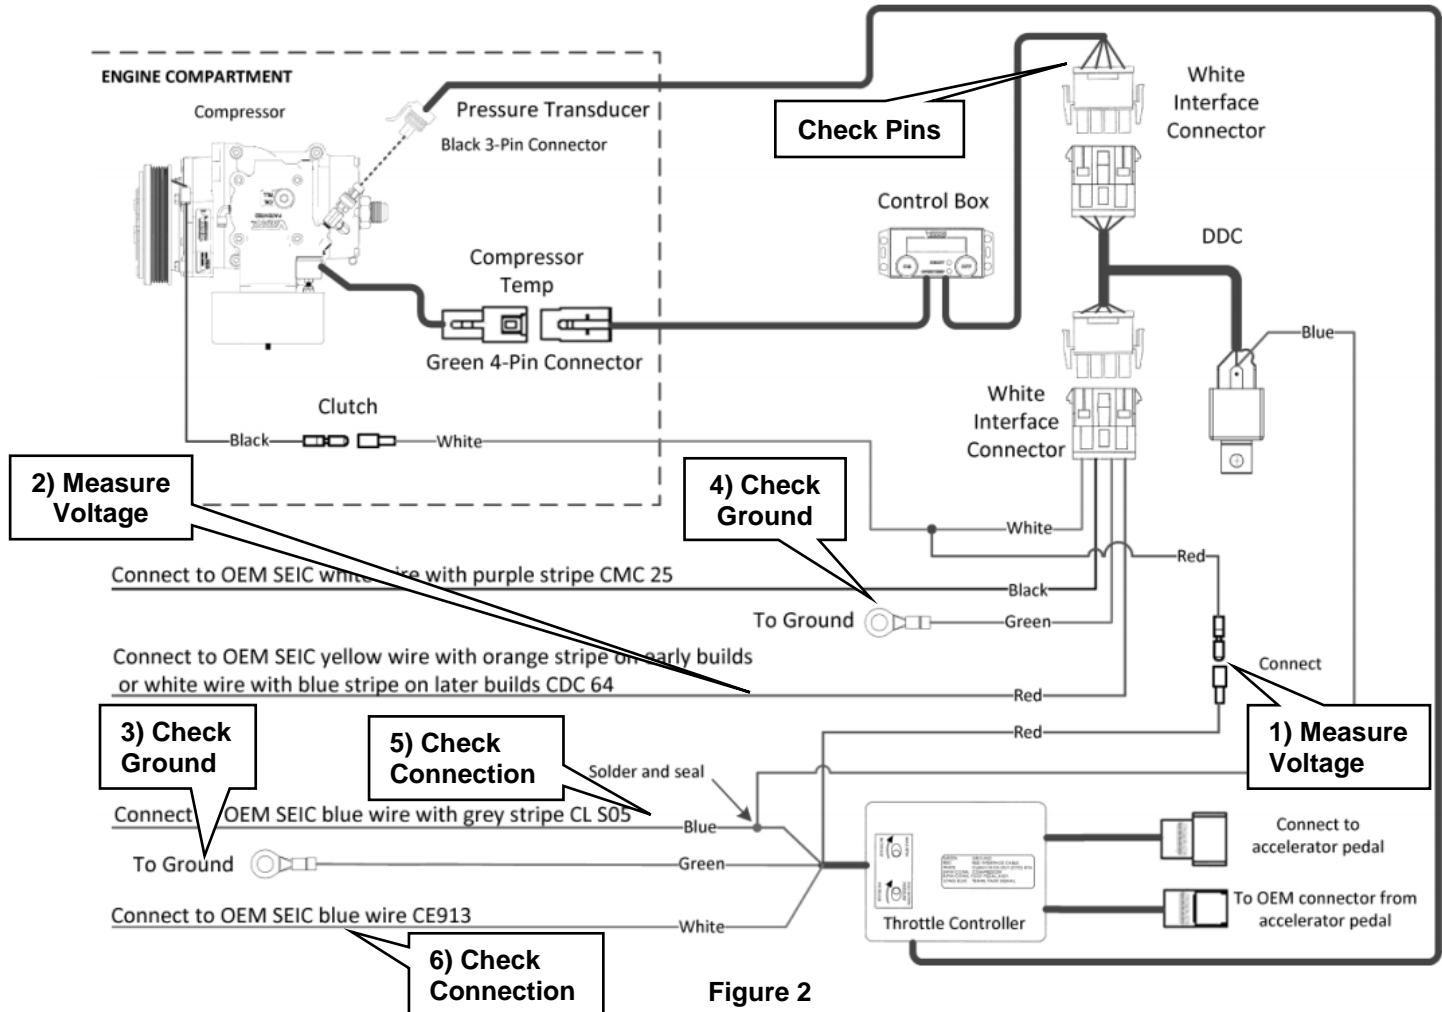 ENGINE COMPARTMENT
Compressor
Pressure Transducer
Black 3-Pin Connector
Check Pins
White
Interface
Connector
Control Box
DDC
Compressor
Temp
Green 4-Pin Connector
Blue
Clutch
Black
White
White
Interface
Connector
2) Measure
Voltage
4) Check
Ground
White
Red
Connect to OEM SEIC white wire with purple stripe CMC 25
Black
To Ground
Green
Connect to OEM SEIC yellow wire with orange stripe on early builds
or white wire with blue stripe on later builds CDC 64
Red
Connect
3) Check
Ground
5) Check
Connection
Red
1) Measure
Voltage
Solder and seal
Connect OEM SEIC blue wire with grey stripe CL S05
Blue
To Ground
Green
Connect to OEM SEIC blue wire CE913
White
Throttle Controller
Connect to
accelerator pedal
To OEM connector from
accelerator pedal
6) Check
Connection
Figure 2